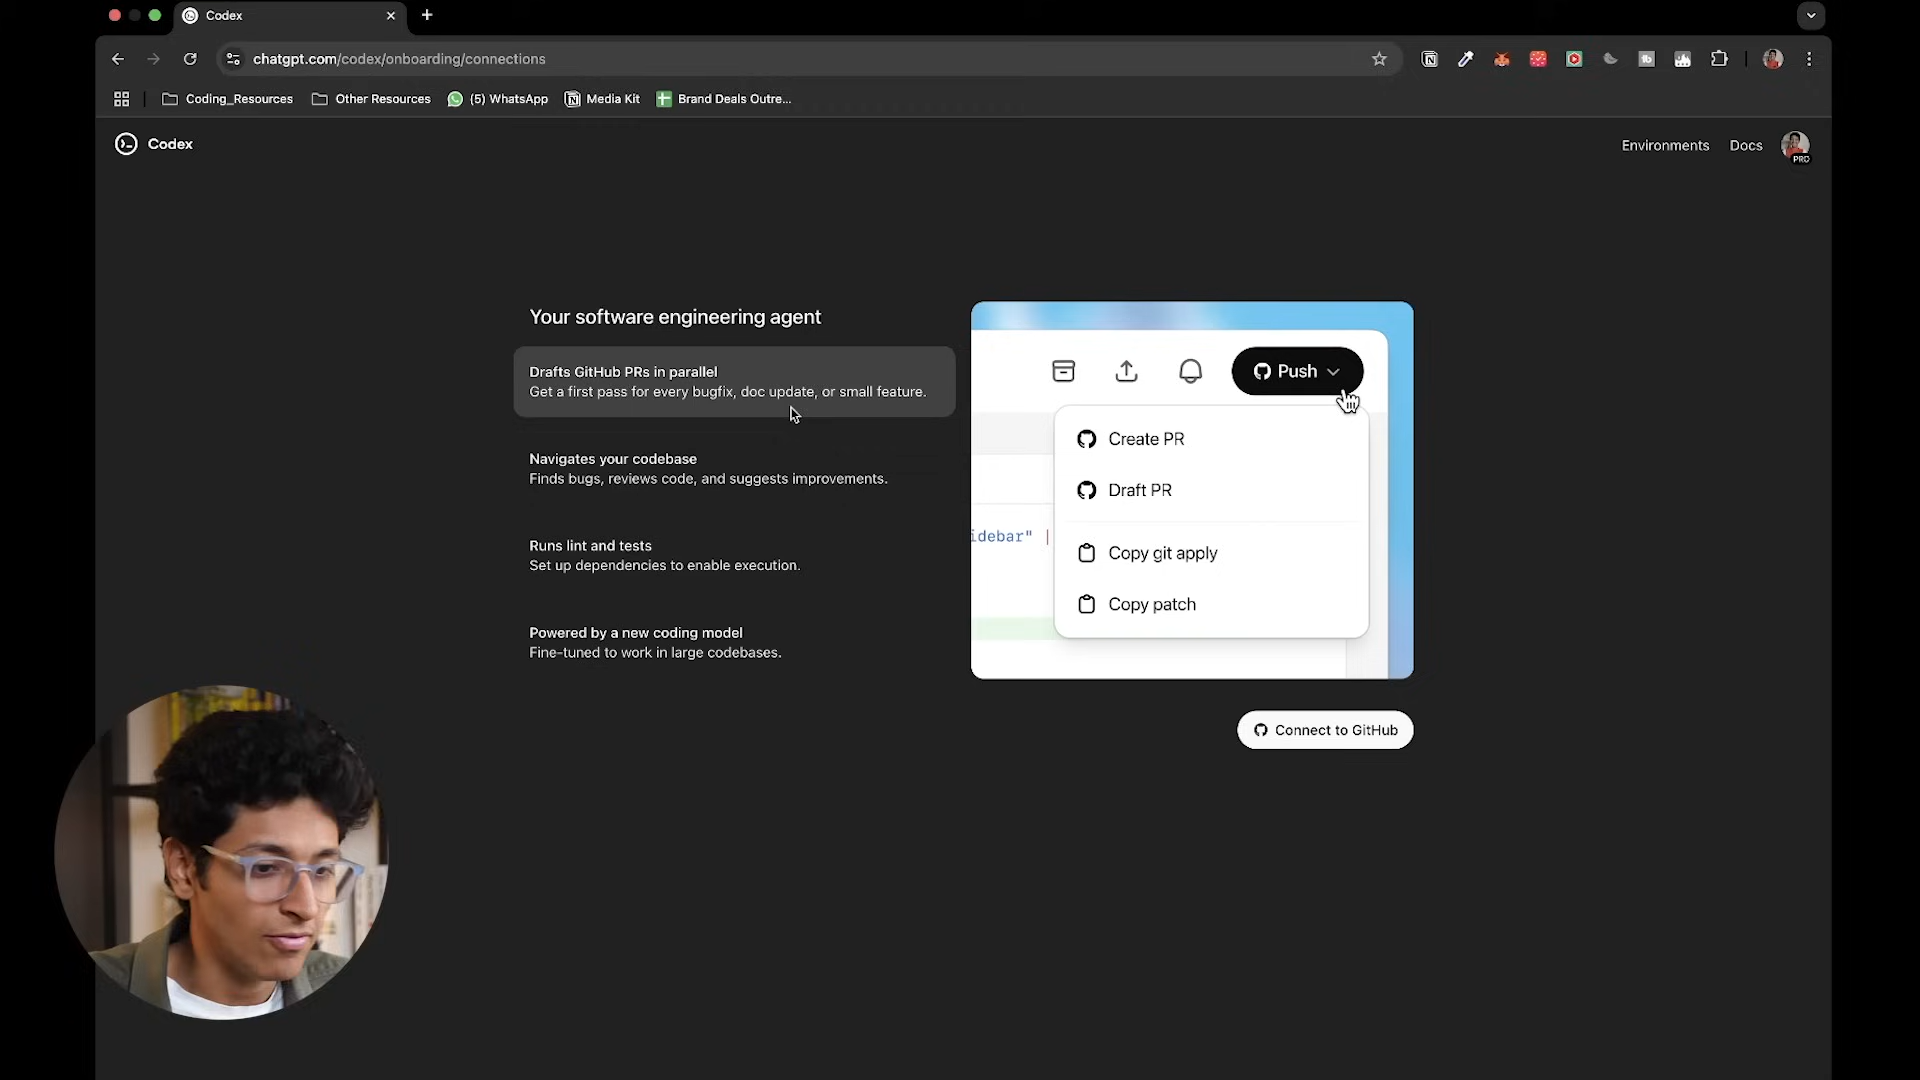 Codex
chatgpt.com/codex/onboarding/connections
Coding_Resources
Other Resources
(5) WhatsApp
Media Kit
Brand Deals Outre...
Codex
Environments
Docs
PRO
Your software engineering agent
Drafts GitHub PRs in parallel
Get a first pass for every bugfix, doc update, or small feature.
Navigates your codebase
Finds bugs, reviews code, and suggests improvements.
Runs lint and tests
Set up dependencies to enable execution.
Powered by a new coding model
Fine-tuned to work in large codebases.
Push
Create PR
Draft PR
idebar" |
Copy git apply
Copy patch
Connect to GitHub